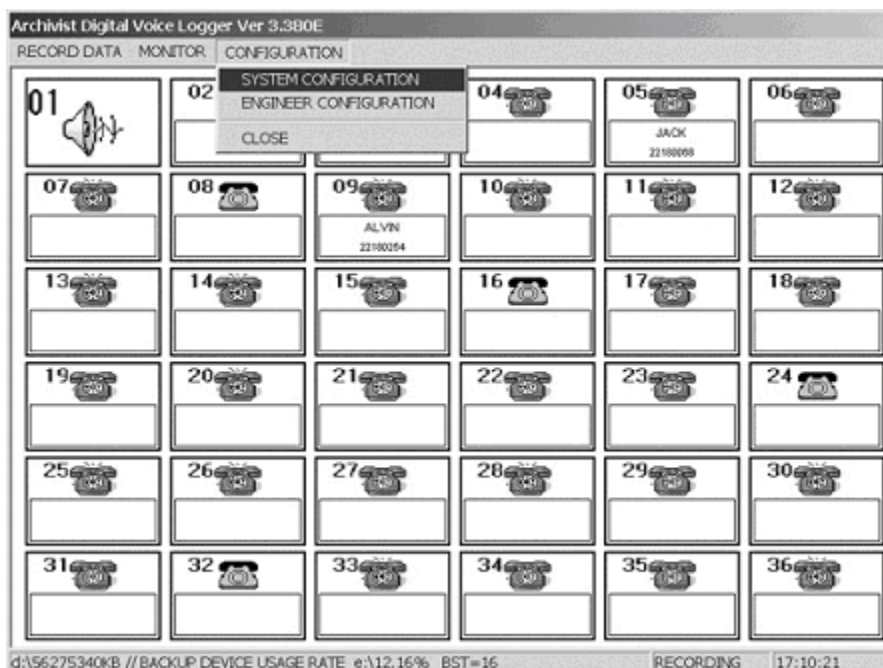 Archivist Digital Voice Logger Ver 3.380E
RECORD DATA MONITOR CONFIGURATION
SYSTEM CONFIGURATION
ENGINEER CONFIGURATION
CLOSE
01 02 04 05 06
JACK
22180068
07 08 09 10 11 12
ALVIN
22180254
13 14 15 16 17 18
19 20 21 22 23 24
25 26 27 28 29 30
31 32 33 34 35 36
d:\56275340KB // BACKUP DEVICE USAGE RATE e:\12.16% BST=16 RECORDING 17:10:21